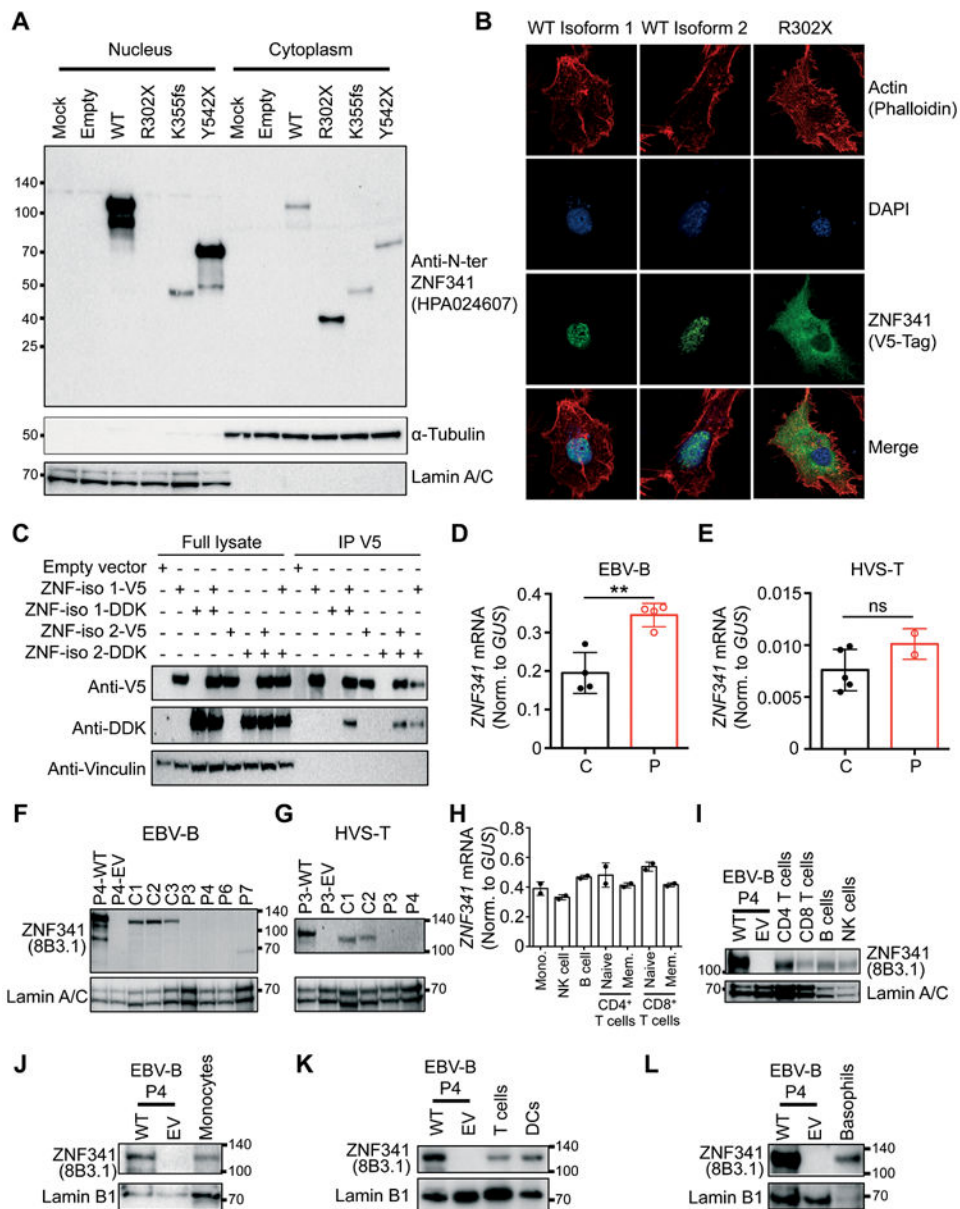 A
Nucleus Cytoplasm
Mock Empty WT R302X K355fs Y542X Mock Empty WT R302X K355fs Y542X
140
100
70
50
40
25
Anti-N-ter
ZNF341
(HPA024607)
50
α-Tubulin
70
Lamin A/C
B
WT Isoform 1 WT Isoform 2 R302X
Actin
(Phalloidin)
DAPI
ZNF341
(V5-Tag)
Merge
C
Full lysate IP V5
Empty vector + - - - - - - - + - - - - - - -
ZNF-iso 1-V5 - + - + - - - + - + - + - - - +
ZNF-iso 1-DDK - - + + - - - - - - + + - - - -
ZNF-iso 2-V5 - - - - + - + - - - - - + - + -
ZNF-iso 2-DDK - - - - - + + + - - - - - + + +
Anti-V5
Anti-DDK
Anti-Vinculin
D
EBV-B
ZNF341 mRNA
(Norm. to GUS)
0.4
0.3
0.2
0.1
0
**
C P
E
HVS-T
ZNF341 mRNA
(Norm. to GUS)
0.015
0.010
0.005
0.000
ns
C P
F
EBV-B
P4-WT P4-EV C1 C2 C3 P3 P4 P6 P7
ZNF341
(8B3.1)
140
100
70
Lamin A/C
70
G
HVS-T
P3-WT P3-EV C1 C2 P3 P4
140
100
70
H
ZNF341 mRNA
(Norm. to GUS)
0.8
0.6
0.4
0.2
0
Mono. NK cell B cell Naive Mem. Naive Mem.
CD4+ CD8+
T cells T cells
I
EBV-B
P4
WT EV CD4 T cells CD8 T cells B cells NK cells
100
ZNF341
(8B3.1)
70
Lamin A/C
J
EBV-B
P4
WT EV Monocytes
ZNF341
(8B3.1)
140
100
Lamin B1
70
K
EBV-B
P4
WT EV T cells DCs
ZNF341
(8B3.1)
140
100
Lamin B1
70
L
EBV-B
P4
WT EV Basophils
ZNF341
(8B3.1)
140
100
Lamin B1
70